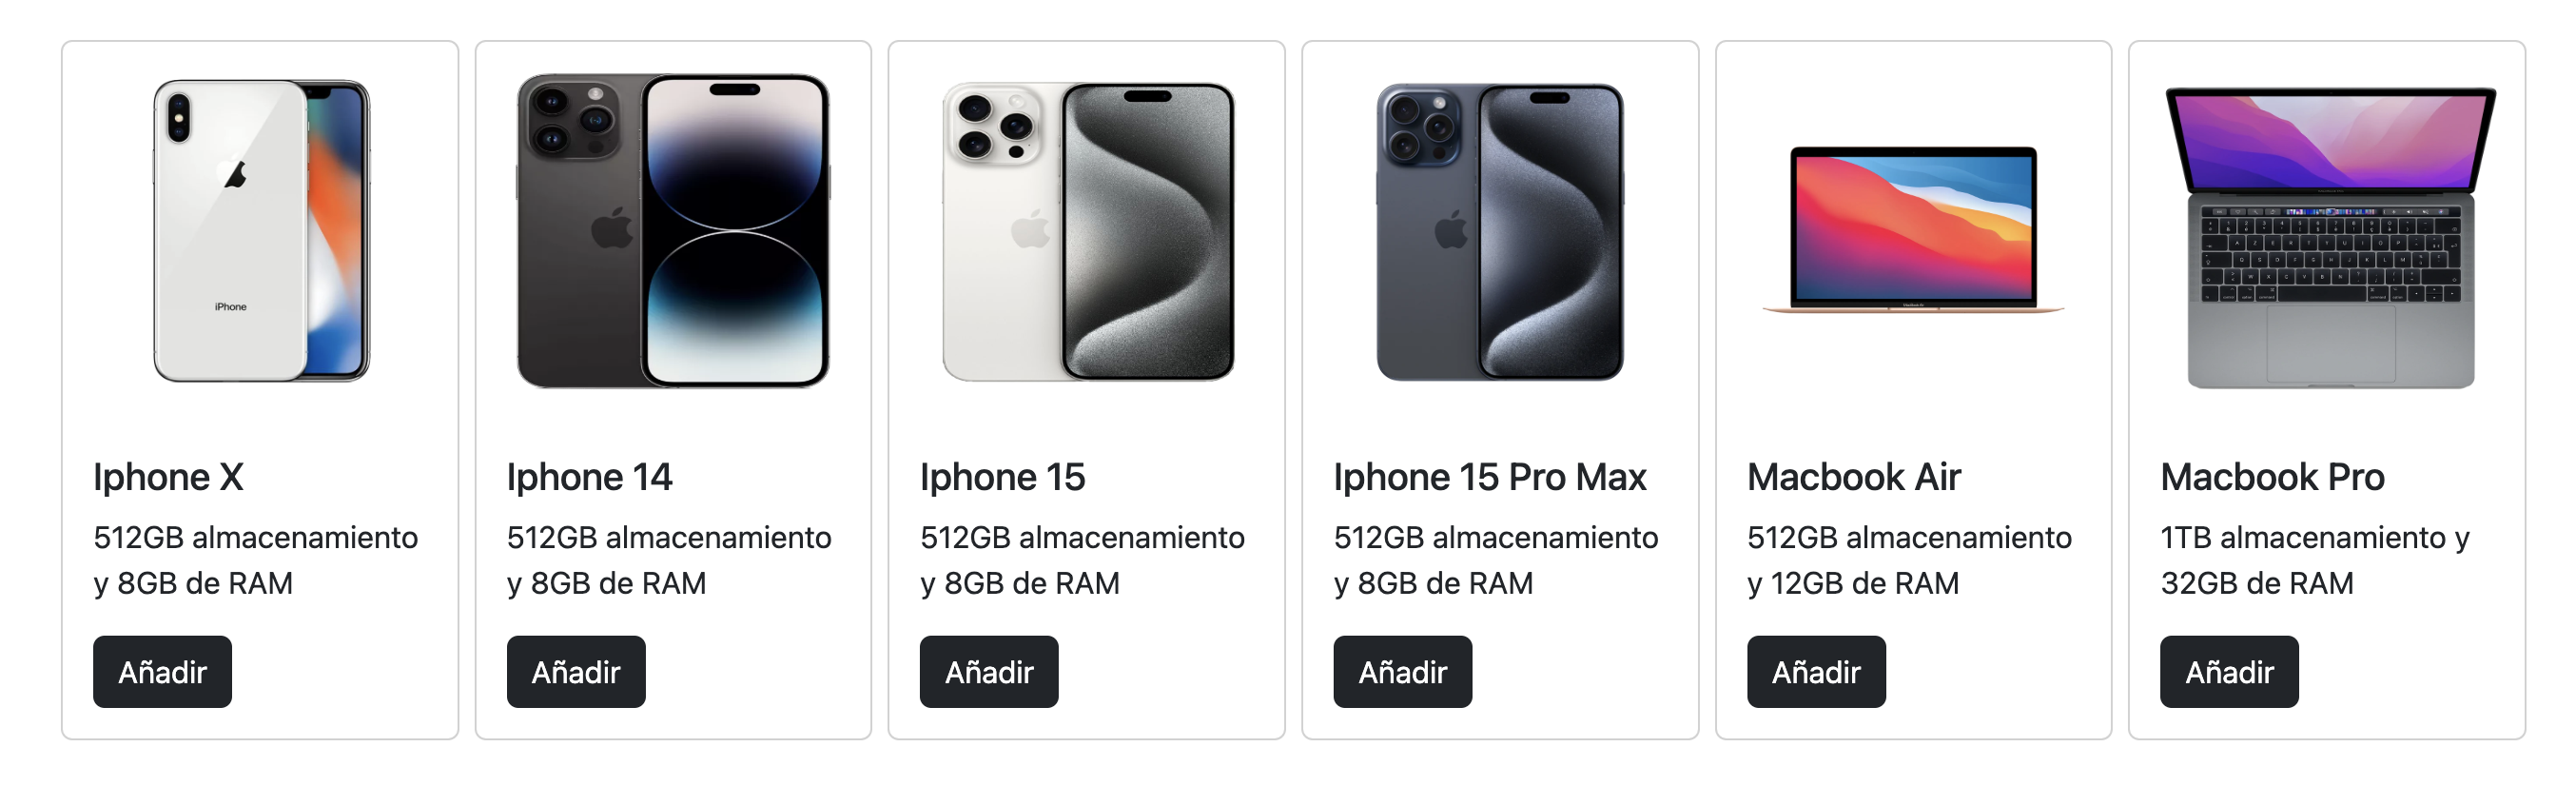 iPhone
Iphone X
512GB almacenamiento
y 8GB de RAM
Añadir
Iphone 14
512GB almacenamiento
y 8GB de RAM
Añadir
Iphone 15
512GB almacenamiento
y 8GB de RAM
Añadir
Iphone 15 Pro Max
512GB almacenamiento
y 8GB de RAM
Añadir
Macbook Air
512GB almacenamiento
y 12GB de RAM
Añadir
Macbook Pro
1TB almacenamiento y
32GB de RAM
Añadir